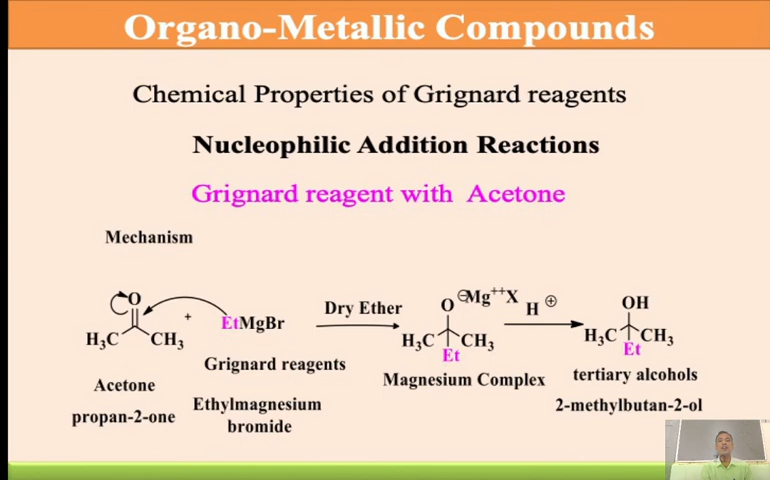 Organo-Metallic Compounds
Chemical Properties of Grignard reagents
Nucleophilic Addition Reactions
Grignard reagent with Acetone
Mechanism
O + EtMgBr Dry Ether O ⊖Mg++X H ⊕ OH
H3C CH3 H3C CH3 H3C CH3
Et Et
Grignard reagents Magnesium Complex tertiary alcohols
Acetone Ethylmagnesium 2-methylbutan-2-ol
propan-2-one bromide